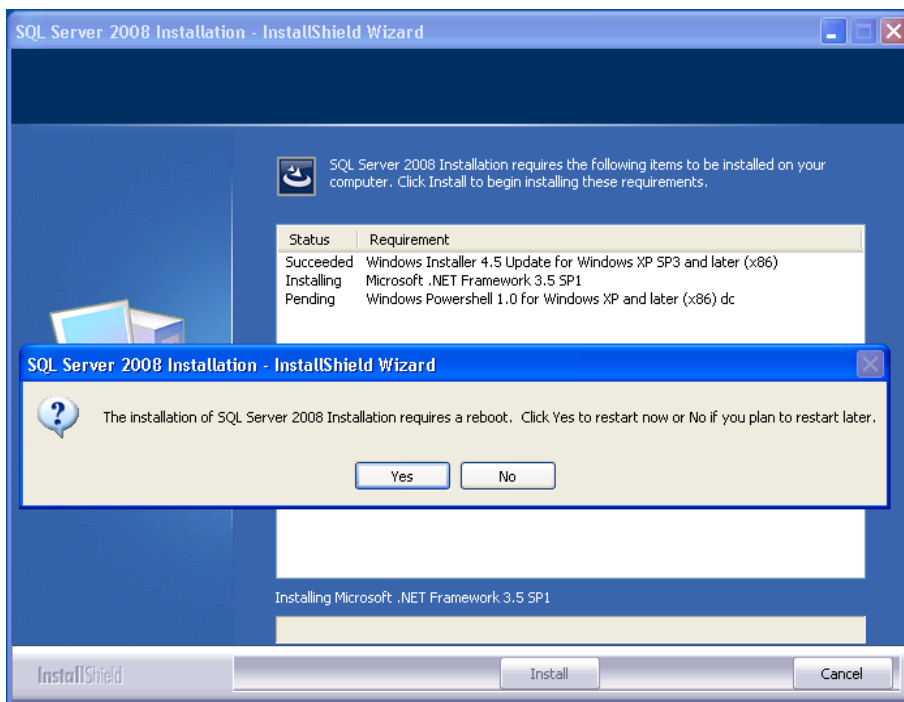 SQL Server 2008 Installation - InstallShield Wizard
SQL Server 2008 Installation requires the following items to be installed on your
computer. Click Install to begin installing these requirements.
Status Requirement
Succeeded Windows Installer 4.5 Update for Windows XP SP3 and later (x86)
Installing Microsoft .NET Framework 3.5 SP1
Pending Windows Powershell 1.0 for Windows XP and later (x86) dc
SQL Server 2008 Installation - InstallShield Wizard
The installation of SQL Server 2008 Installation requires a reboot. Click Yes to restart now or No if you plan to restart later.
Yes No
Installing Microsoft .NET Framework 3.5 SP1
InstallShield Install Cancel